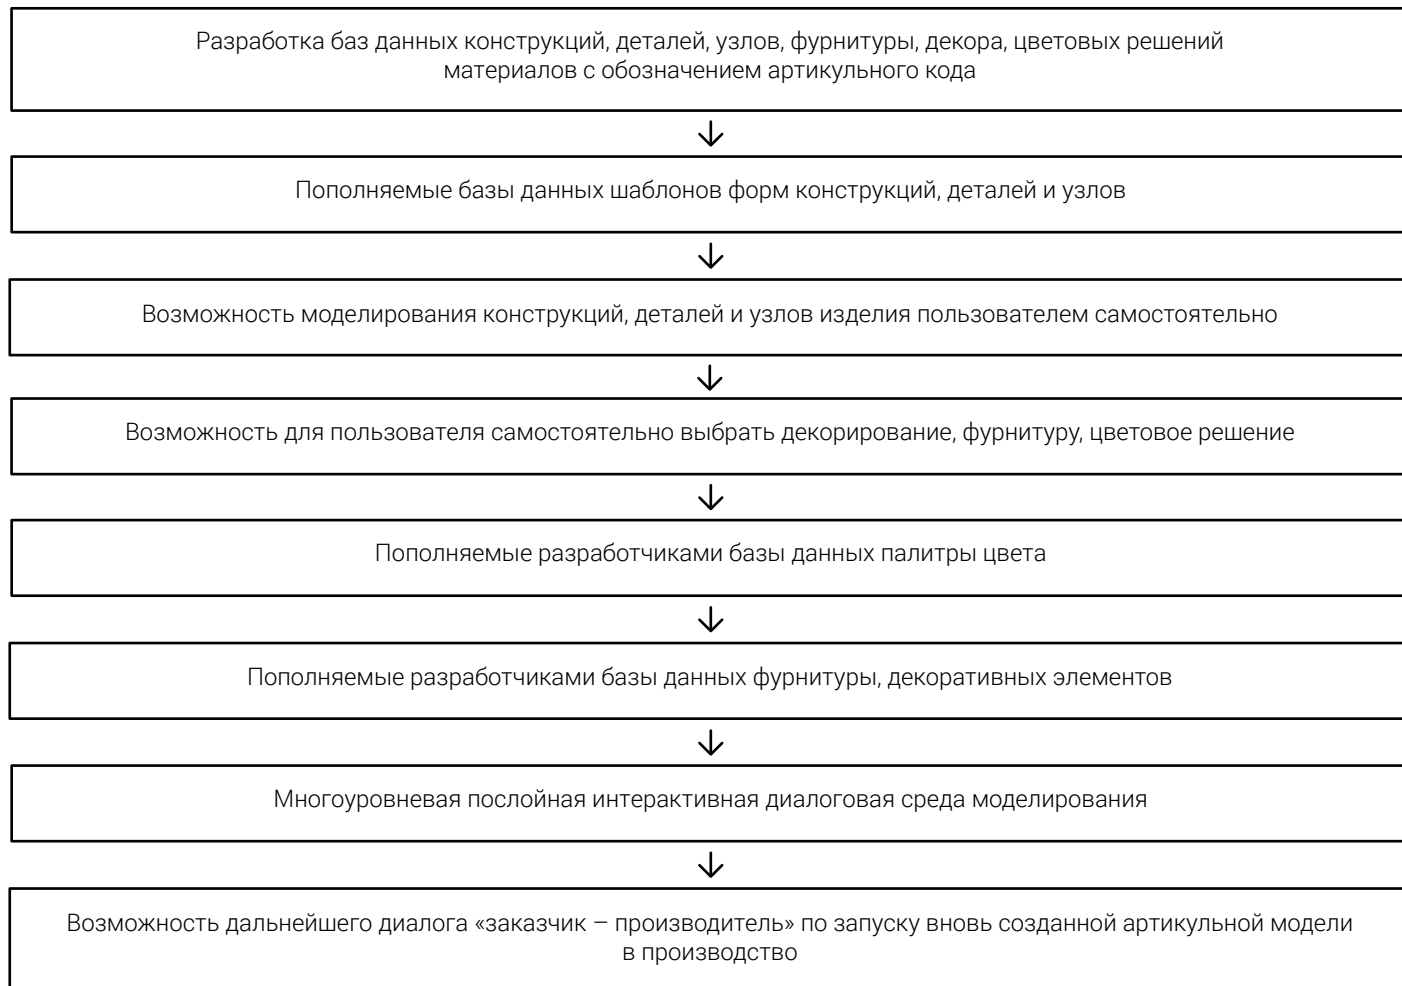 Разработка баз данных конструкций, деталей, узлов, фурнитуры, декора, цветовых решений
материалов с обозначением артикульного кода
Пополняемые базы данных шаблонов форм конструкций, деталей и узлов
Возможность моделирования конструкций, деталей и узлов изделия пользователем самостоятельно
Возможность для пользователя самостоятельно выбрать декорирование, фурнитуру, цветовое решение
Пополняемые разработчиками базы данных палитры цвета
Пополняемые разработчиками базы данных фурнитуры, декоративных элементов
Многоуровневая послойная интерактивная диалоговая среда моделирования
Возможность дальнейшего диалога «заказчик – производитель» по запуску вновь созданной артикульной модели
в производство